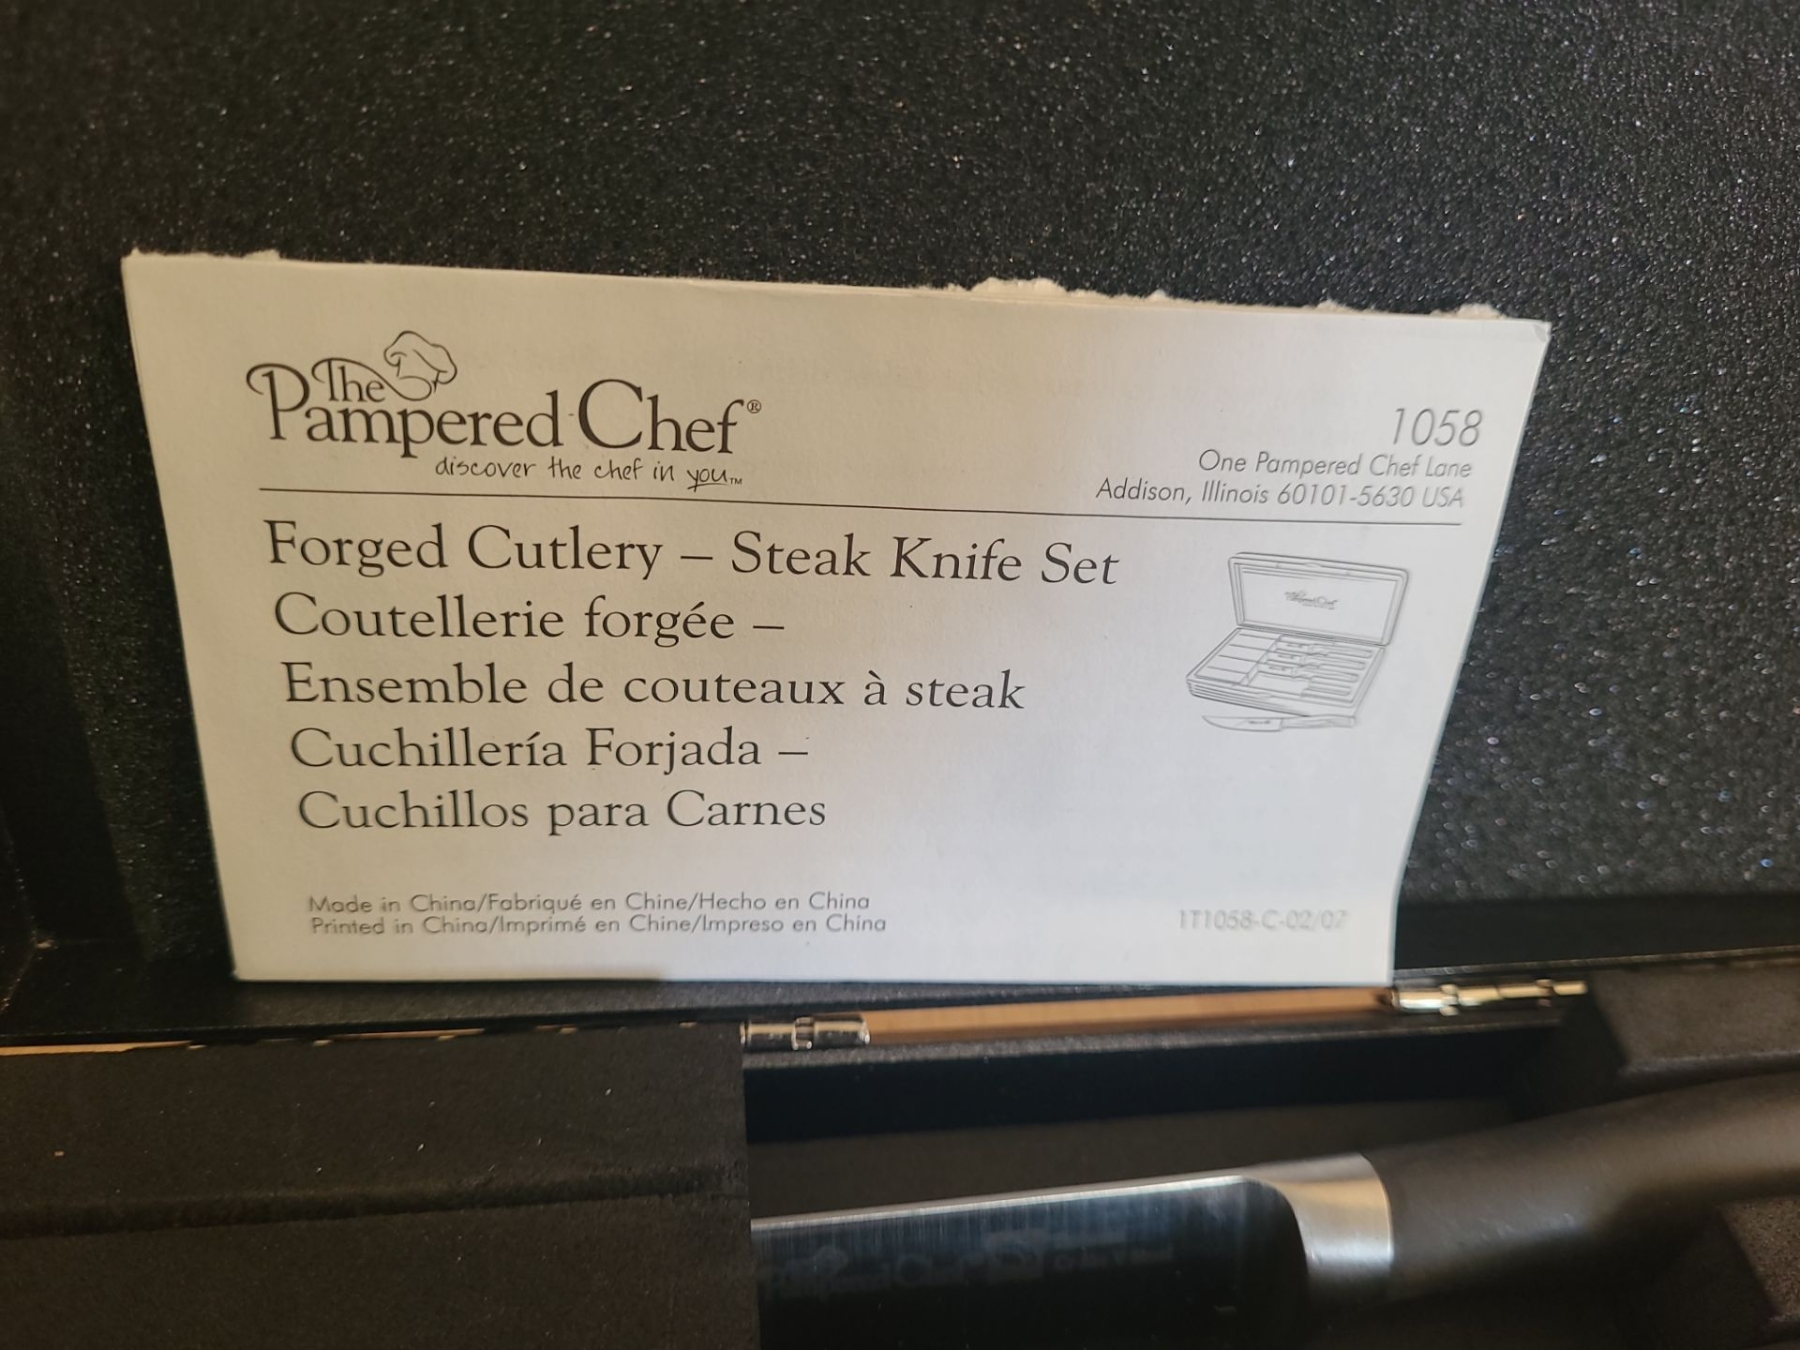 The
Pampered Chef®
discover the chef in you™
1058
One Pampered Chef Lane
Addison, Illinois 60101-5630 USA
Forged Cutlery – Steak Knife Set
Coutellerie forgée –
Ensemble de couteaux à steak
Cuchillería Forjada –
Cuchillos para Carnes
Made in China/Fabriqué en Chine/Hecho en China
Printed in China/Imprimé en Chine/Impreso en China
1T1058-C-02/07